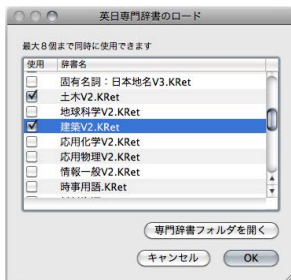 英日専門辞書のロード
最大8個まで同時に使用できます
使用 辞書名
固有名詞：日本地名V3.KRet
土木V2.KRet
地球科学V2.KRet
建築V2.KRet
応用化学V2.KRet
応用物理V2.KRet
情報一般V2.KRet
時事用語.KRet
専門辞書フォルダを開く
キャンセル OK